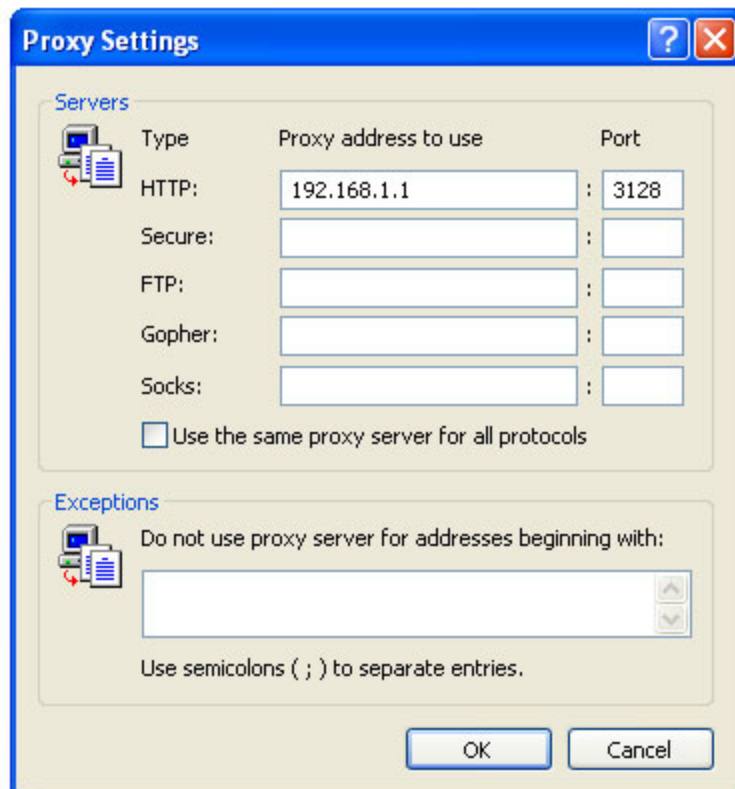 Proxy Settings
Servers
Type Proxy address to use Port
HTTP: 192.168.1.1 : 3128
Secure: :
FTP: :
Gopher: :
Socks: :
Use the same proxy server for all protocols
Exceptions
Do not use proxy server for addresses beginning with:
Use semicolons ( ; ) to separate entries.
OK Cancel